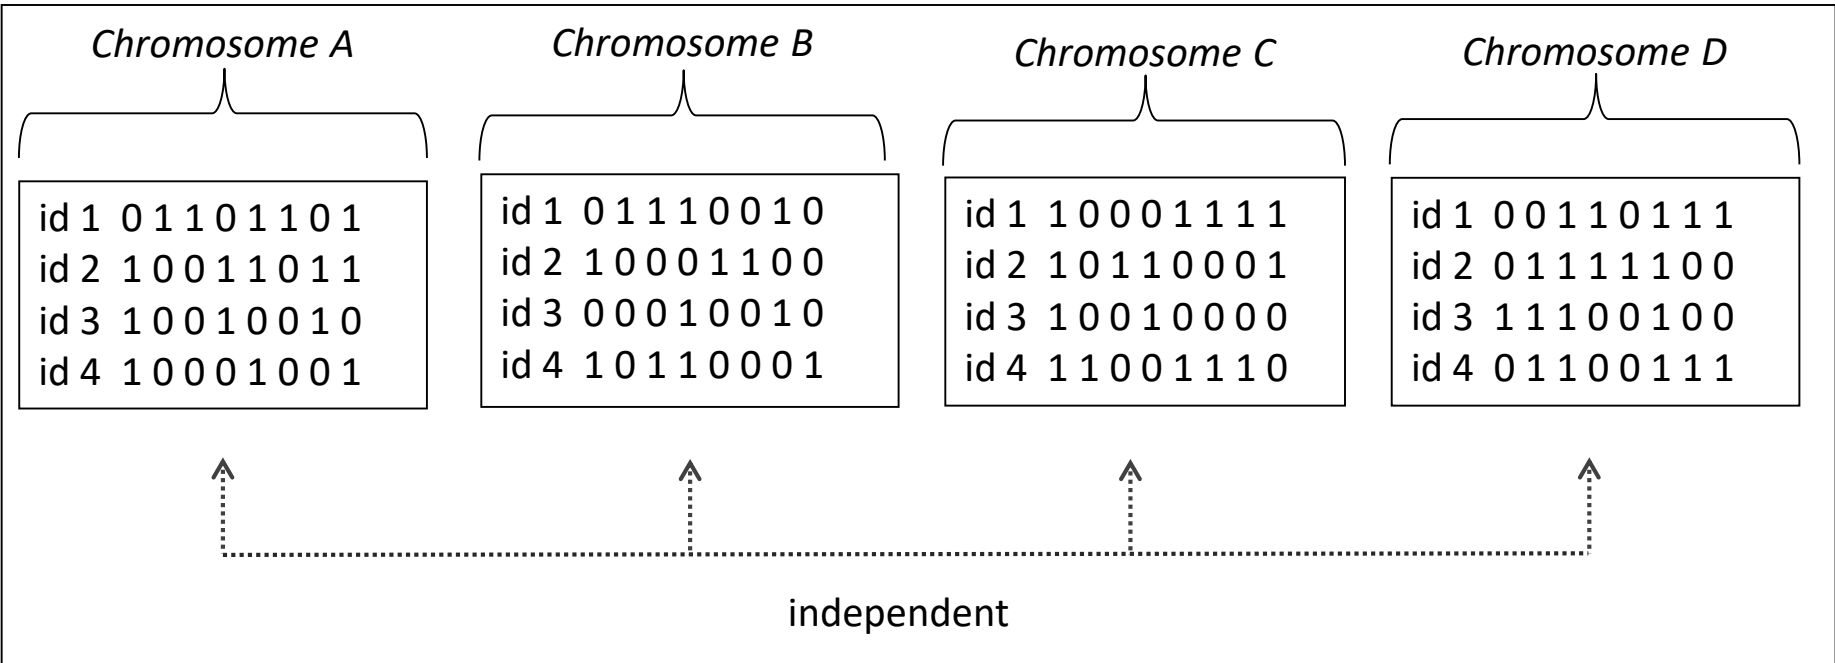 Chromosome A
id 1 0 1 1 0 1 1 0 1
id 2 1 0 0 1 1 0 1 1
id 3 1 0 0 1 0 0 1 0
id 4 1 0 0 0 1 0 0 1
Chromosome B
id 1 0 1 1 1 0 0 1 0
id 2 1 0 0 0 1 1 0 0
id 3 0 0 0 1 0 0 1 0
id 4 1 0 1 1 0 0 0 1
Chromosome C
id 1 1 0 0 0 1 1 1 1
id 2 1 0 1 1 0 0 0 1
id 3 1 0 0 1 0 0 0 0
id 4 1 1 0 0 1 1 1 0
Chromosome D
id 1 0 0 1 1 0 1 1 1
id 2 0 1 1 1 1 1 0 0
id 3 1 1 1 0 0 1 0 0
id 4 0 1 1 0 0 1 1 1
independent